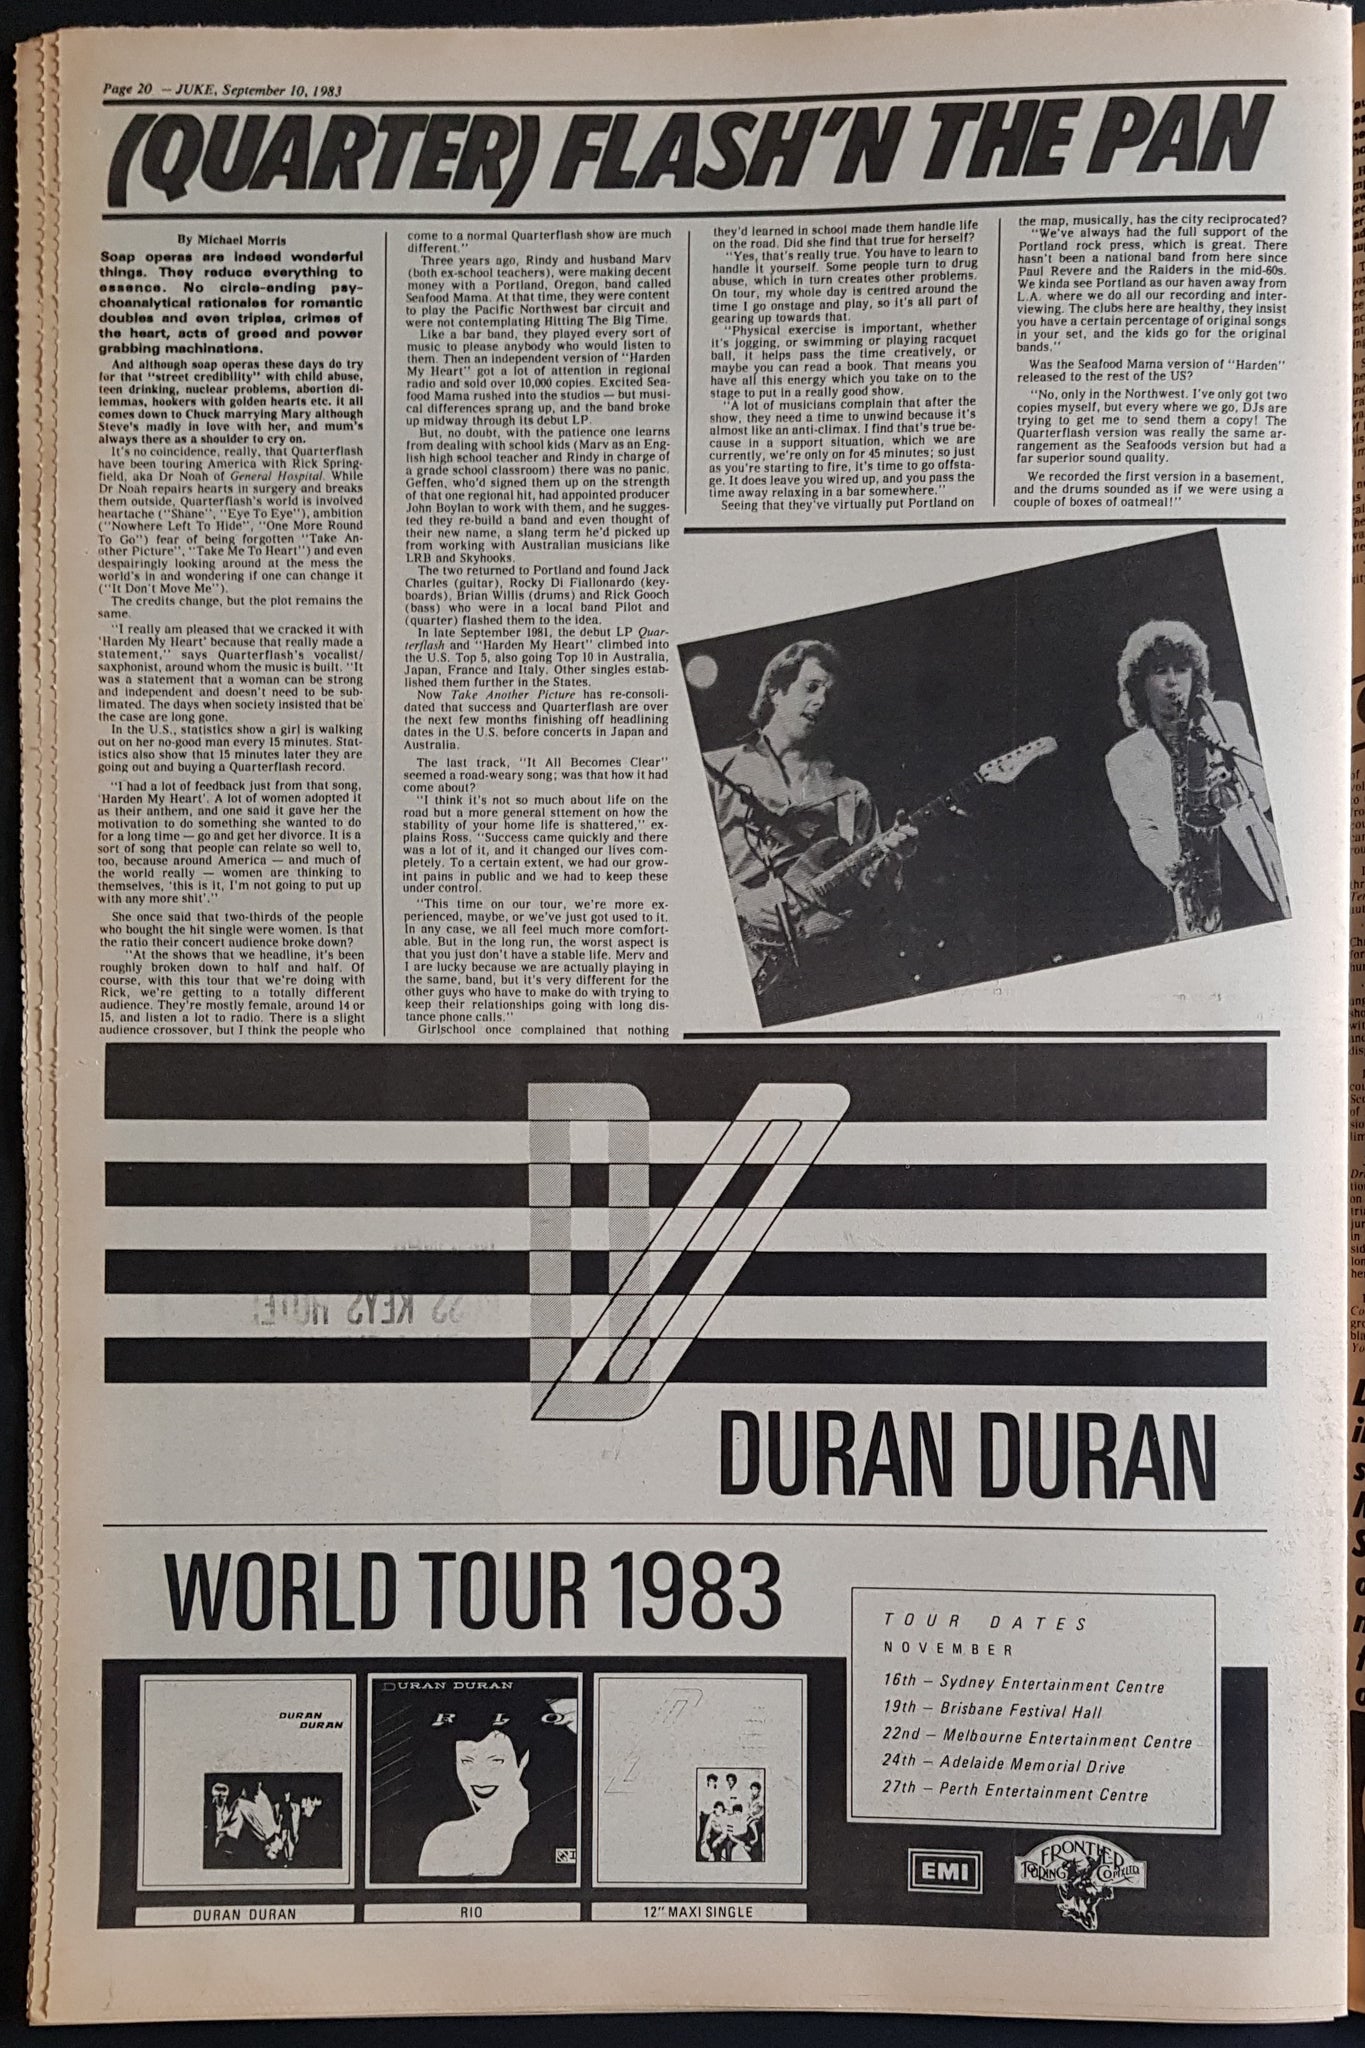 Page 20 — JUKE, September 10, 1983
(QUARTER) FLASH'N THE PAN
By Michael Morris
Soap operas are indeed wonderful
things. They reduce everything to
essence. No circle-ending psy-
choanalytical rationales for romantic
doubles and even triples, crimes of
the heart, acts of greed and power
grabbing machinations.
And although soap operas these days do try
for that "street credibility" with child abuse,
teen drinking, nuclear problems, abortion di-
lemmas, hookers with golden hearts etc. it all
comes down to Chuck marrying Mary although
Steve's madly in love with her, and mum's
always there as a shoulder to cry on.
It's no coincidence, really, that Quarterflash
have been touring America with Rick Spring-
field, aka Dr Noah of General Hospital. While
Dr Noah repairs hearts in surgery and breaks
them outside, Quarterflash's world is involved
heartache ("Shane", "Eye To Eye"), ambition
("Nowhere Left To Hide", "One More Round
To Go") fear of being forgotten "Take An-
other Picture", "Take Me To Heart") and even
despairingly looking around at the mess the
world's in and wondering if one can change it
("It Don't Move Me").
The credits change, but the plot remains the
same.
"I really am pleased that we cracked it with
'Harden My Heart' because that really made a
statement," says Quarterflash's vocalist/
saxphonist, around whom the music is built. "It
was a statement that a woman can be strong
and independent and doesn't need to be sub-
limated. The days when society insisted that be
the case are long gone.
In the U.S., statistics show a girl is walking
out on her no-good man every 15 minutes. Stat-
istics also show that 15 minutes later they are
going out and buying a Quarterflash record.
"I had a lot of feedback just from that song,
'Harden My Heart'. A lot of women adopted it
as their anthem, and one said it gave her the
motivation to do something she wanted to do
for a long time — go and get her divorce. It is a
sort of song that people can relate so well to,
too, because around America — and much of
the world really — women are thinking to
themselves, 'this is it, I'm not going to put up
with any more shit'."
She once said that two-thirds of the people
who bought the hit single were women. Is that
the ratio their concert audience broke down?
"At the shows that we headline, it's been
roughly broken down to half and half. Of
course, with this tour that we're doing with
Rick, we're getting to a totally different
audience. They're mostly female, around 14 or
15, and listen a lot to radio. There is a slight
audience crossover, but I think the people who
come to a normal Quarterflash show are much
different."
Three years ago, Rindy and husband Marv
(both ex-school teachers), were making decent
money with a Portland, Oregon, band called
Seafood Mama. At that time, they were content
to play the Pacific Northwest bar circuit and
were not contemplating Hitting The Big Time.
Like a bar band, they played every sort of
music to please anybody who would listen to
them. Then an independent version of "Harden
My Heart" got a lot of attention in regional
radio and sold over 10,000 copies. Excited Sea-
food Mama rushed into the studios — but musi-
cal differences sprang up, and the band broke
up midway through its debut LP.
But, no doubt, with the patience one learns
from dealing with school kids (Marv as an Eng-
lish high school teacher and Rindy in charge of
a grade school classroom) there was no panic.
Geffen, who'd signed them up on the strength
of that one regional hit, had appointed producer
John Boylan to work with them, and he sugges-
ted they re-build a band and even thought of
their new name, a slang term he'd picked up
from working with Australian musicians like
LRB and Skyhooks.
The two returned to Portland and found Jack
Charles (guitar), Rocky Di Fiallonardo (key-
boards), Brian Willis (drums) and Rick Gooch
(bass) who were in a local band Pilot and
(quarter) flashed them to the idea.
In late September 1981, the debut LP Quar-
terflash and "Harden My Heart" climbed into
the U.S. Top 5, also going Top 10 in Australia,
Japan, France and Italy. Other singles estab-
lished them further in the States.
Now Take Another Picture has re-consoli-
dated that success and Quarterflash are over
the next few months finishing off headlining
dates in the U.S. before concerts in Japan and
Australia.
The last track, "It All Becomes Clear"
seemed a road-weary song; was that how it had
come about?
"I think it's not so much about life on the
road but a more general sttement on how the
stability of your home life is shattered," ex-
plains Ross. "Success came quickly and there
was a lot of it, and it changed our lives com-
pletely. To a certain extent, we had our grow-
int pains in public and we had to keep these
under control.
"This time on our tour, we're more ex-
perienced, maybe, or we've just got used to it.
In any case, we all feel much more comfort-
able. But in the long run, the worst aspect is
that you just don't have a stable life. Merv and
I are lucky because we are actually playing in
the same, band, but it's very different for the
other guys who have to make do with trying to
keep their relationships going with long dis-
tance phone calls."
Girlschool once complained that nothing
they'd learned in school made them handle life
on the road. Did she find that true for herself?
"Yes, that's really true. You have to learn to
handle it yourself. Some people turn to drug
abuse, which in turn creates other problems.
On tour, my whole day is centred around the
time I go onstage and play, so it's all part of
gearing up towards that.
"Physical exercise is important, whether
it's jogging, or swimming or playing racquet
ball, it helps pass the time creatively, or
maybe you can read a book. That means you
have all this energy which you take on to the
stage to put in a really good show.
"A lot of musicians complain that after the
show, they need a time to unwind because it's
almost like an anti-climax. I find that's true be-
cause in a support situation, which we are
currently, we're only on for 45 minutes; so just
as you're starting to fire, it's time to go offsta-
ge. It does leave you wired up, and you pass the
time away relaxing in a bar somewhere."
Seeing that they've virtually put Portland on
the map, musically, has the city reciprocated?
"We've always had the full support of the
Portland rock press, which is great. There
hasn't been a national band from here since
Paul Revere and the Raiders in the mid-60s.
We kinda see Portland as our haven away from
L.A. where we do all our recording and inter-
viewing. The clubs here are healthy, they insist
you have a certain percentage of original songs
in your set, and the kids go for the original
bands."
Was the Seafood Mama version of "Harden"
released to the rest of the US?
"No, only in the Northwest. I've only got two
copies myself, but every where we go, DJs are
trying to get me to send them a copy! The
Quarterflash version was really the same ar-
rangement as the Seafoods version but had a
far superior sound quality.
We recorded the first version in a basement,
and the drums sounded as if we were using a
couple of boxes of oatmeal!"
DURAN DURAN
WORLD TOUR 1983
TOUR DATES
NOVEMBER
16th — Sydney Entertainment Centre
19th — Brisbane Festival Hall
22nd — Melbourne Entertainment Centre
24th — Adelaide Memorial Drive
27th — Perth Entertainment Centre
DURAN
DURAN
DURAN DURAN
RIO
DURAN DURAN
RIO
12" MAXI SINGLE
EMI
FRONTIER
TOURING CO PTY LTD